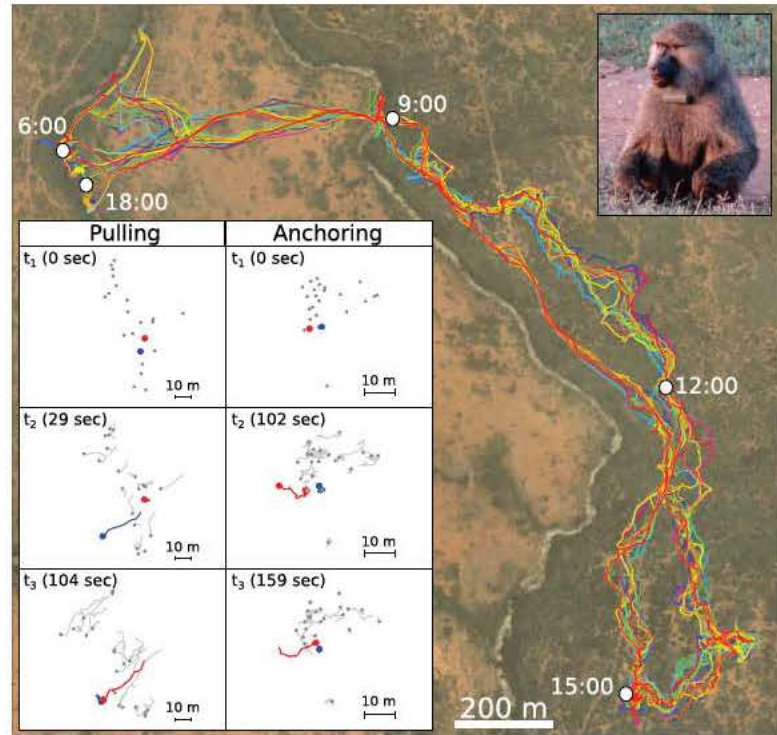 6:00
9:00
18:00
Pulling Anchoring
t₁ (0 sec) t₁ (0 sec)
10 m 10 m
12:00
t₂ (29 sec) t₂ (102 sec)
10 m 10 m
t₃ (104 sec) t₃ (159 sec)
10 m 10 m
15:00
200 m